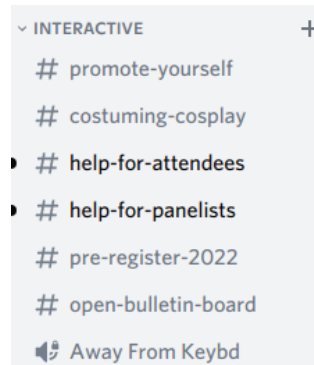 INTERACTIVE +
# promote-yourself
# costuming-cosplay
# help-for-attendees
# help-for-panelists
# pre-register-2022
# open-bulletin-board
Away From Keybd